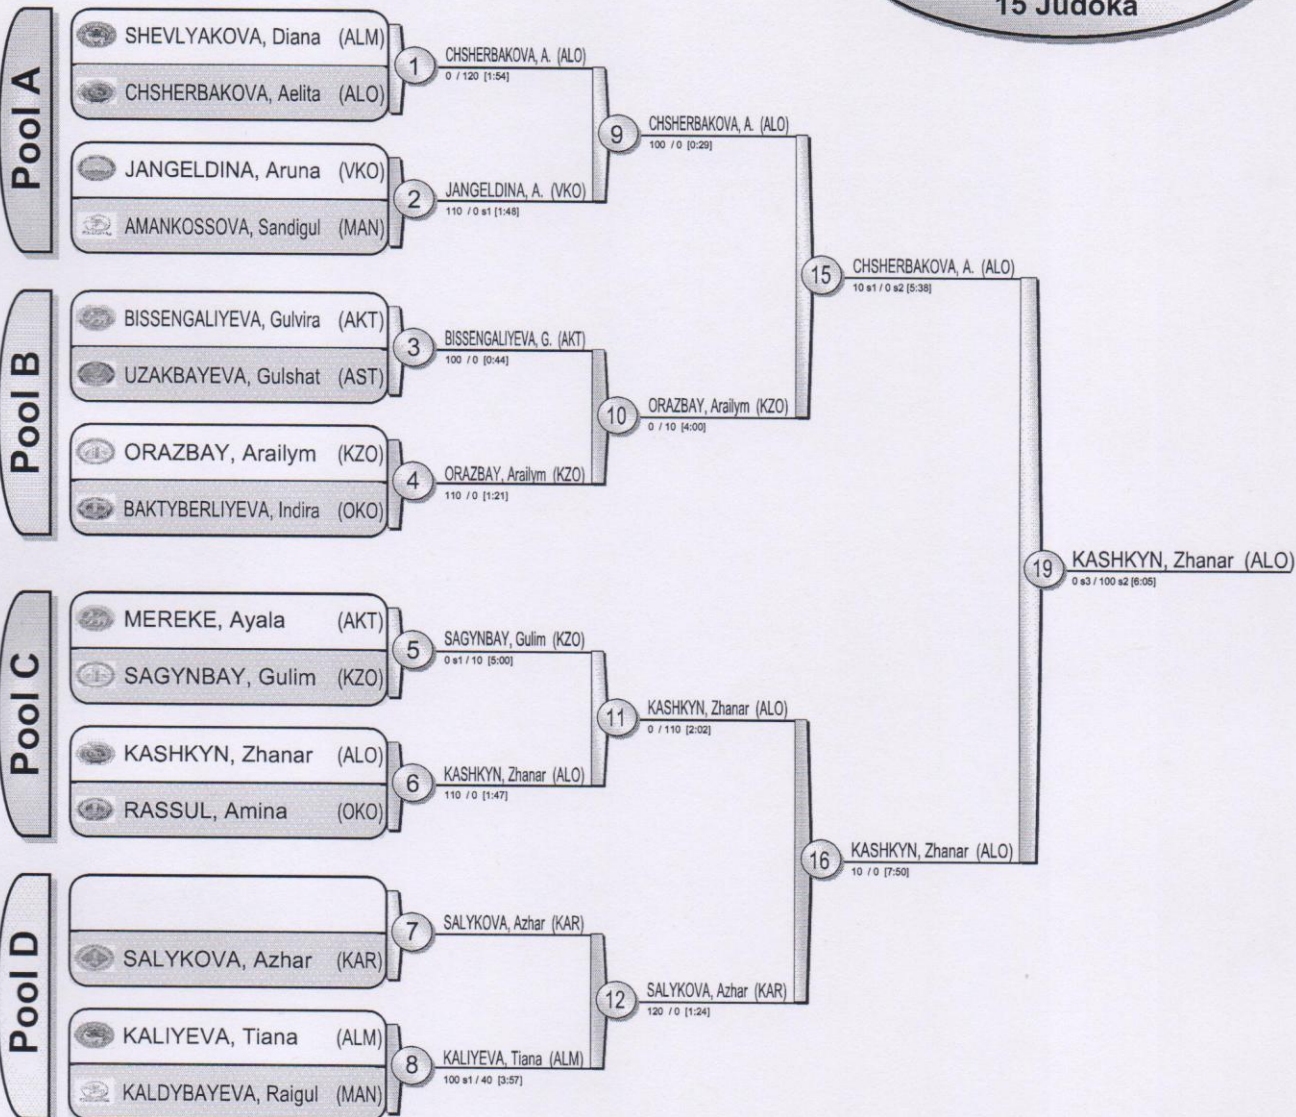 15 Judoka
Pool A
SHEVLYAKOVA, Diana (ALM)
CHSHERBAKOVA, Aelita (ALO)
JANGELDINA, Aruna (VKO)
AMANKOSSOVA, Sandigul (MAN)
1
CHSHERBAKOVA, A. (ALO)
0 / 120 [1:54]
2
JANGELDINA, A. (VKO)
110 / 0 s1 [1:48]
9
CHSHERBAKOVA, A. (ALO)
100 / 0 [0:29]
Pool B
BISSENGALIYEVA, Gulvira (AKT)
UZAKBAYEVA, Gulshat (AST)
ORAZBAY, Arailym (KZO)
BAKTYBERLIYEVA, Indira (OKO)
3
BISSENGALIYEVA, G. (AKT)
100 / 0 [0:44]
4
ORAZBAY, Arailym (KZO)
110 / 0 [1:21]
10
ORAZBAY, Arailym (KZO)
0 / 10 [4:00]
15
CHSHERBAKOVA, A. (ALO)
10 s1 / 0 s2 [5:38]
Pool C
MEREKE, Ayala (AKT)
SAGYNBAY, Gulim (KZO)
KASHKYN, Zhanar (ALO)
RASSUL, Amina (OKO)
5
SAGYNBAY, Gulim (KZO)
0 s1 / 10 [5:00]
6
KASHKYN, Zhanar (ALO)
110 / 0 [1:47]
11
KASHKYN, Zhanar (ALO)
0 / 110 [2:02]
Pool D
SALYKOVA, Azhar (KAR)
KALIYEVA, Tiana (ALM)
KALDYBAYEVA, Raigul (MAN)
7
SALYKOVA, Azhar (KAR)
8
KALIYEVA, Tiana (ALM)
100 s1 / 40 [3:57]
12
SALYKOVA, Azhar (KAR)
120 / 0 [1:24]
16
KASHKYN, Zhanar (ALO)
10 / 0 [7:50]
19
KASHKYN, Zhanar (ALO)
0 s3 / 100 s2 [6:05]